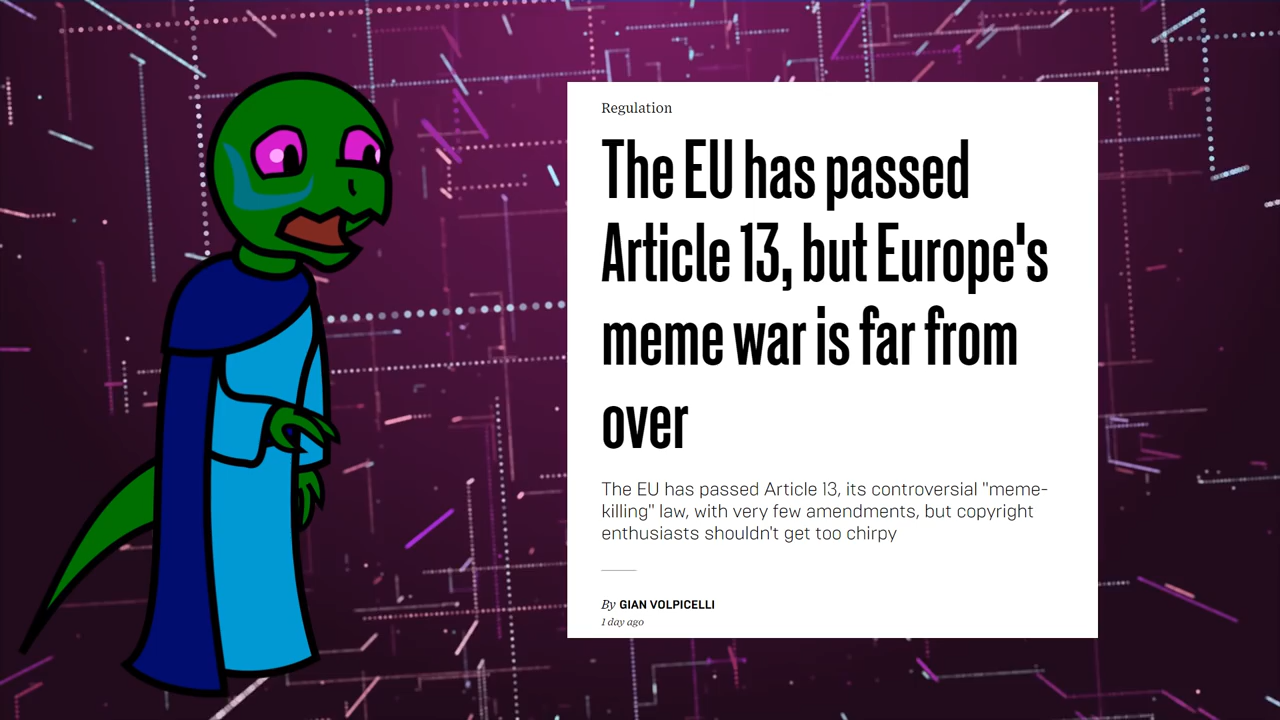 Regulation
The EU has passed
Article 13, but Europe's
meme war is far from
over
The EU has passed Article 13, its controversial "meme-
killing" law, with very few amendments, but copyright
enthusiasts shouldn't get too chirpy
By GIAN VOLPICELLI
1 day ago